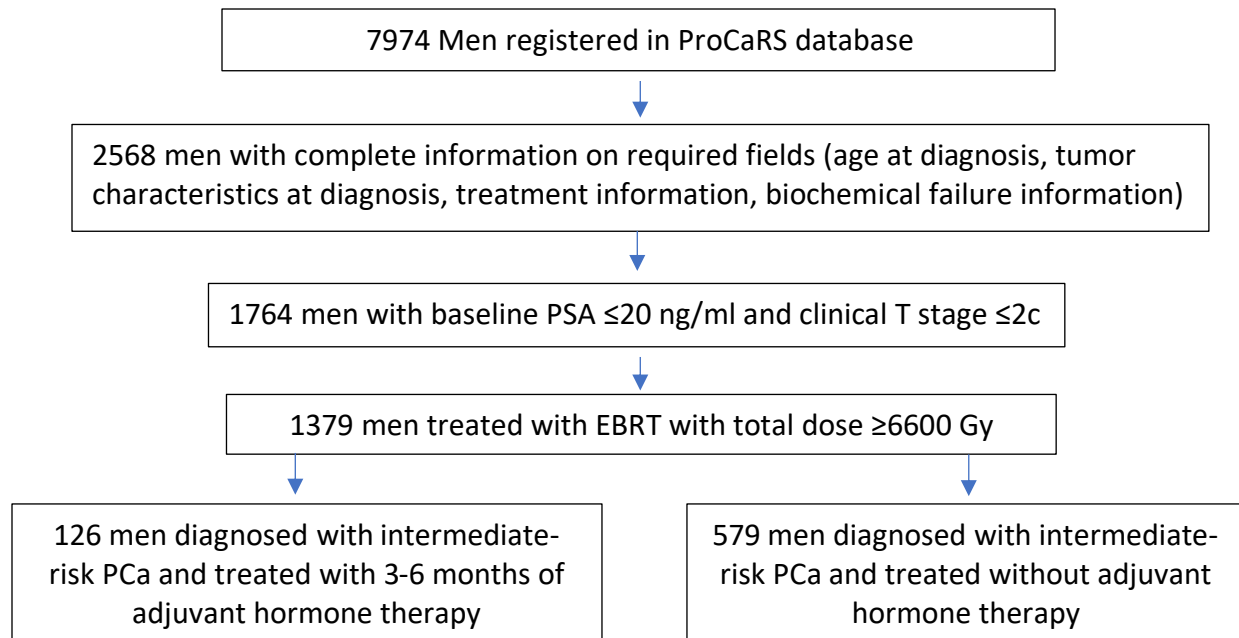 7974 Men registered in ProCaRS database
2568 men with complete information on required fields (age at diagnosis, tumor
characteristics at diagnosis, treatment information, biochemical failure information)
1764 men with baseline PSA ≤20 ng/ml and clinical T stage ≤2c
1379 men treated with EBRT with total dose ≥6600 Gy
126 men diagnosed with intermediate-
risk PCa and treated with 3-6 months of
adjuvant hormone therapy
579 men diagnosed with intermediate-
risk PCa and treated without adjuvant
hormone therapy